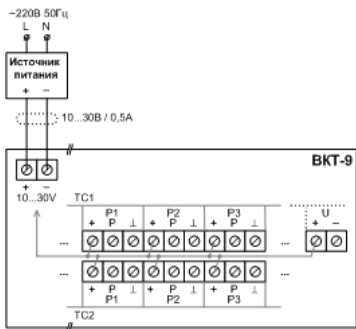 ~220В 50Гц
L N
Источник
питания
+ −
10...30В / 0,5А
ВКТ-9
+ −
10...30V
ТС1
P1 P2 P3 U
+ P ⊥ + P ⊥ + P ⊥ + −
... ...
... ...
+ P ⊥ + P ⊥ + P ⊥
P1 P2 P3
ТС2